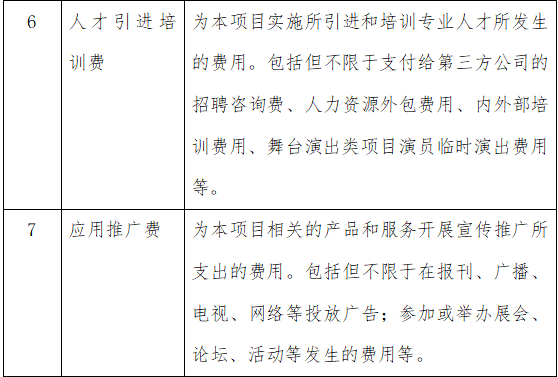 6 人才引进培 为本项目实施所引进和培训专业人才所发生
训费 的费用。包括但不限于支付给第三方公司的
招聘咨询费、人力资源外包费用、内外部培
训费用、舞台演出类项目演员临时演出费用
等。
7 应用推广费 为本项目相关的产品和服务开展宣传推广所
支出的费用。包括但不限于在报刊、广播、
电视、网络等投放广告；参加或举办展会、
论坛、活动等发生的费用等。